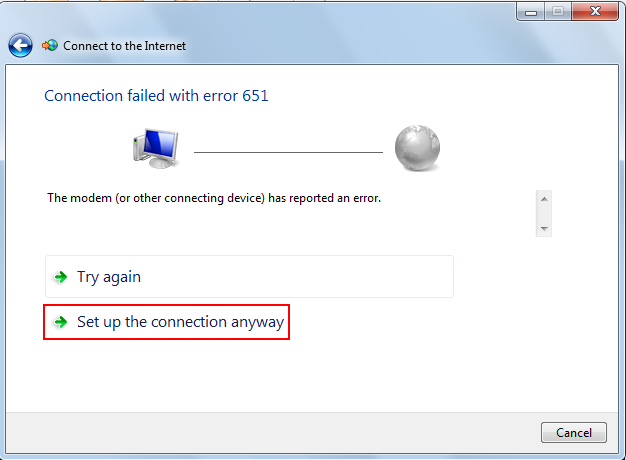 Connect to the Internet
Connection failed with error 651
The modem (or other connecting device) has reported an error.
Try again
Set up the connection anyway
Cancel